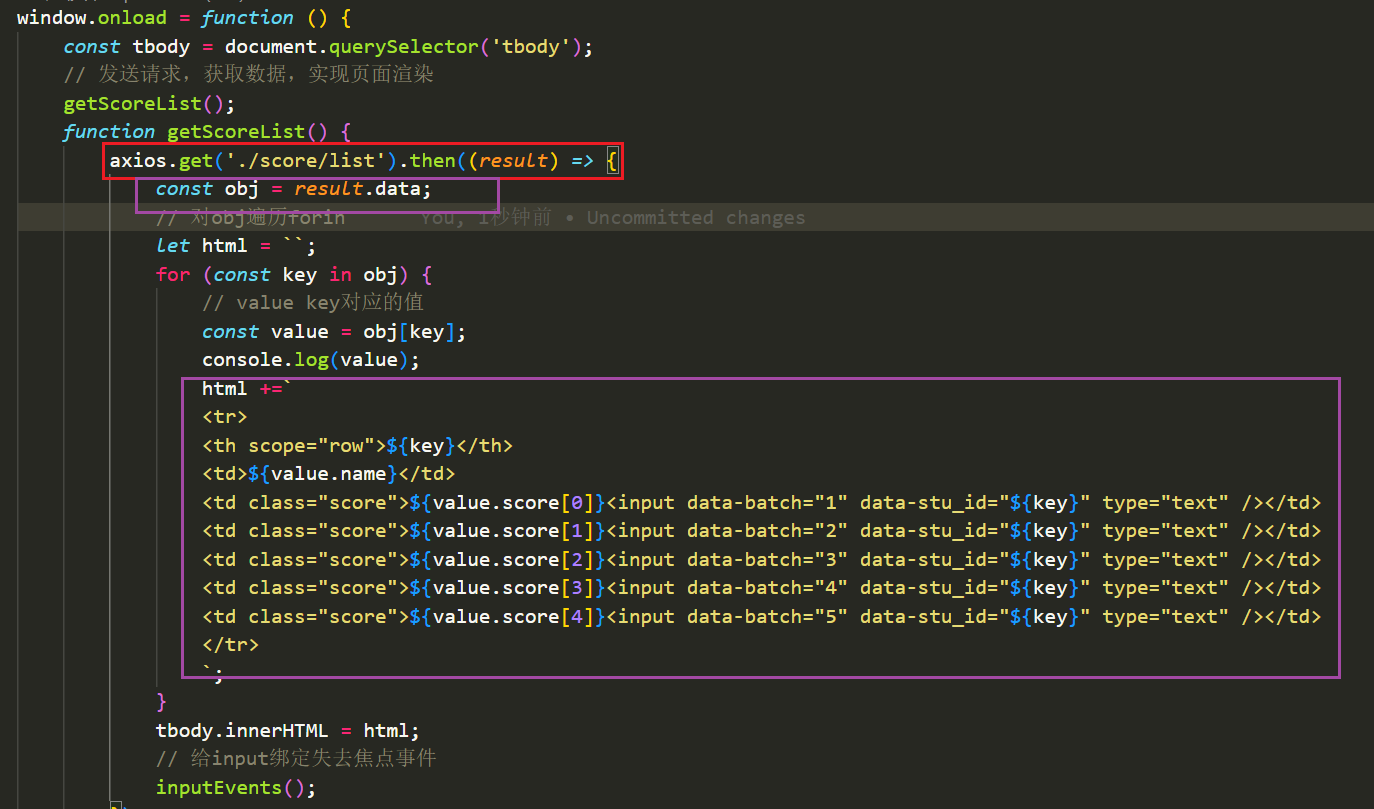 window.onload = function () {
const tbody = document.querySelector('tbody');
// 发送请求，获取数据，实现页面渲染
getScoreList();
function getScoreList() {
axios.get('./score/list').then((result) => {
const obj = result.data;
// 对obj遍历forin You, 1秒钟前 • Uncommitted changes
let html = ``;
for (const key in obj) {
// value key对应的值
const value = obj[key];
console.log(value);
html +=`
<tr>
<th scope="row">${key}</th>
<td>${value.name}</td>
<td class="score">${value.score[0]}<input data-batch="1" data-stu_id="${key}" type="text" /></td>
<td class="score">${value.score[1]}<input data-batch="2" data-stu_id="${key}" type="text" /></td>
<td class="score">${value.score[2]}<input data-batch="3" data-stu_id="${key}" type="text" /></td>
<td class="score">${value.score[3]}<input data-batch="4" data-stu_id="${key}" type="text" /></td>
<td class="score">${value.score[4]}<input data-batch="5" data-stu_id="${key}" type="text" /></td>
</tr>
`;
}
tbody.innerHTML = html;
// 给input绑定失去焦点事件
inputEvents();